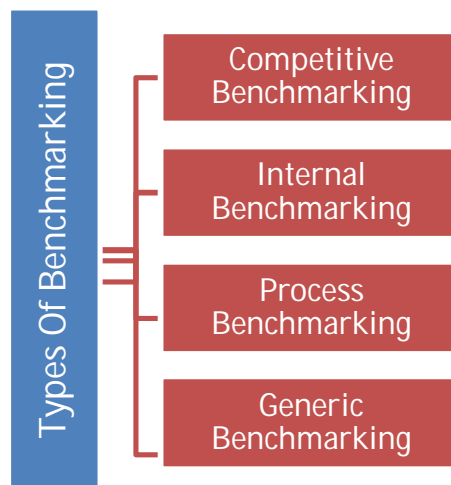 Types Of Benchmarking
Competitive
Benchmarking
Internal
Benchmarking
Process
Benchmarking
Generic
Benchmarking